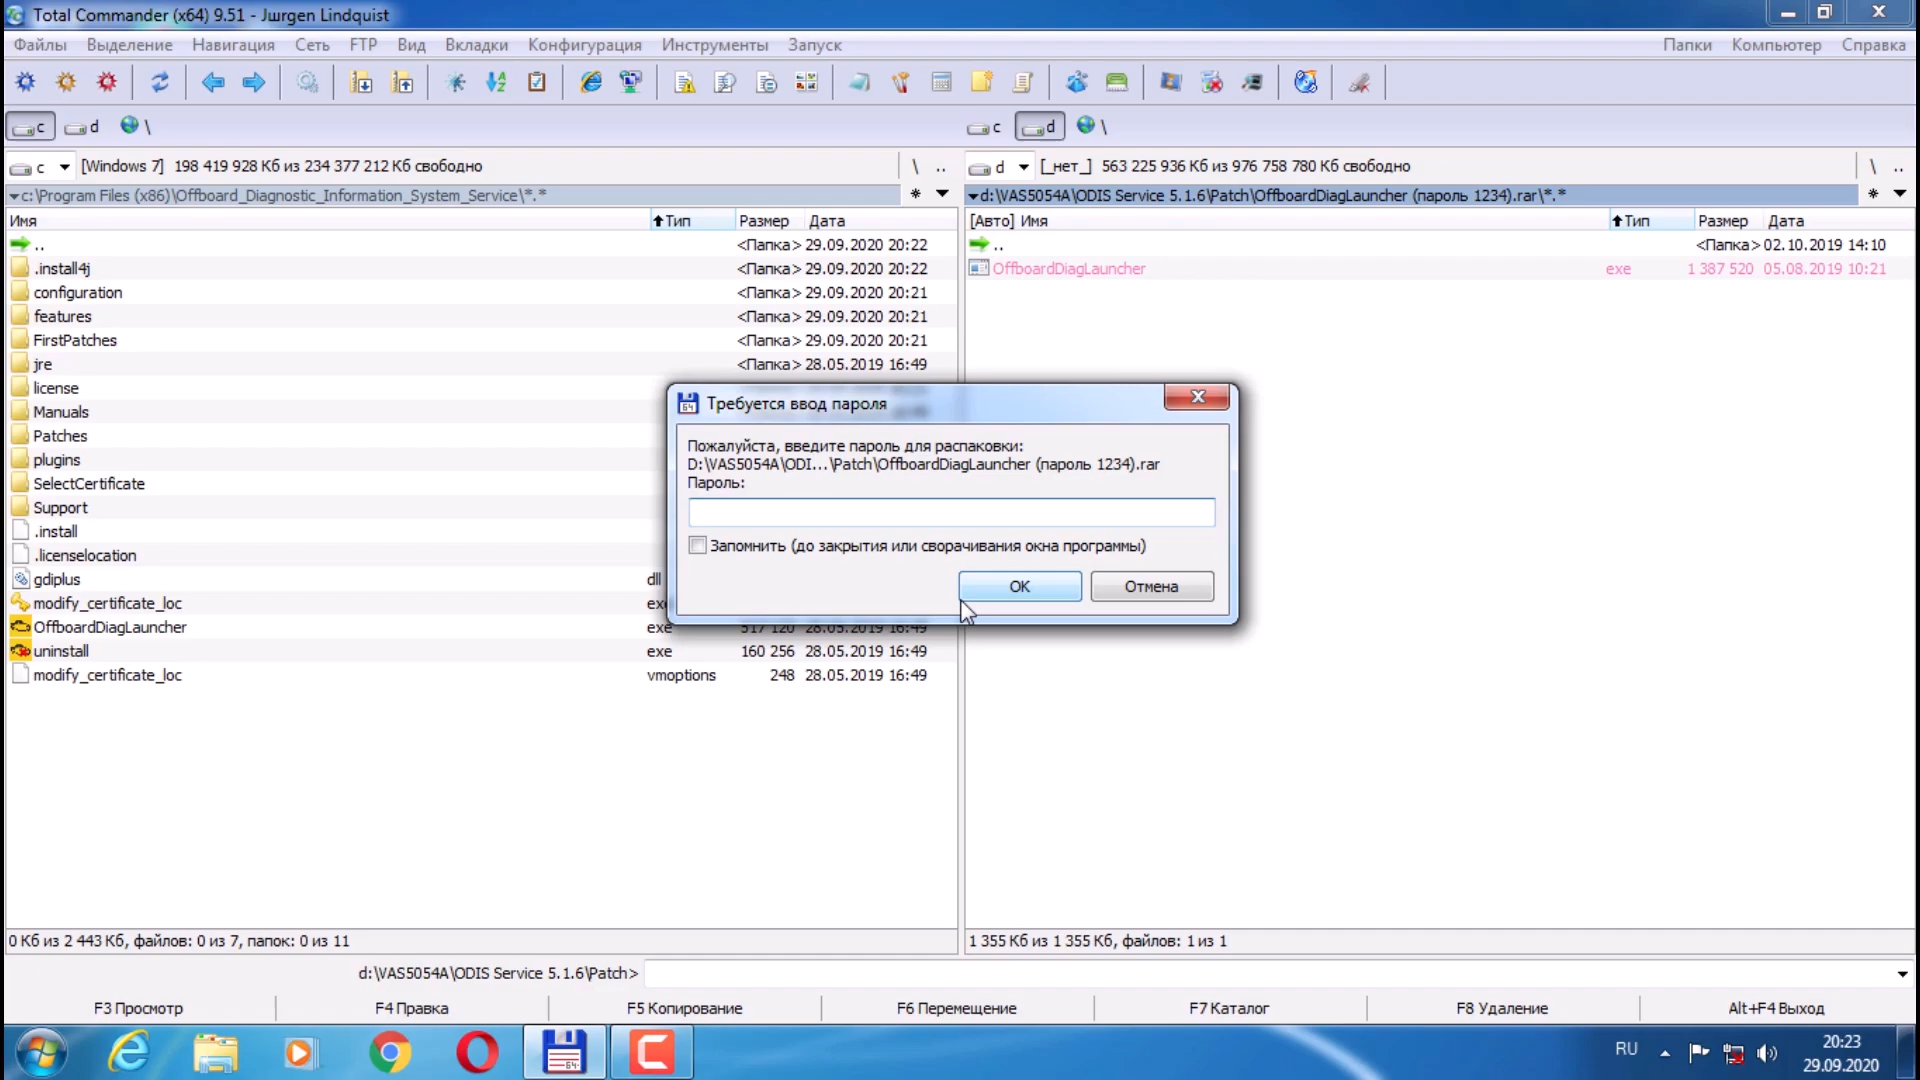 Total Commander (x64) 9.51 - Jɯrgen Lindquist
Файлы Выделение Навигация Сеть FTP Вид Вкладки Конфигурация Инструменты Запуск Папки Компьютер Справка
c d \ c d \
c [Windows 7] 198 419 928 Кб из 234 377 212 Кб свободно \ .. d [_нет_] 563 225 936 Кб из 976 758 780 Кб свободно \ ..
c:\Program Files (x86)\Offboard_Diagnostic_Information_System_Service\*.* * d:\VAS5054A\ODIS Service 5.1.6\Patch\OffboardDiagLauncher (пароль 1234).rar\*.* *
Имя Тип Размер Дата [Авто] Имя Тип Размер Дата
.. <Папка> 29.09.2020 20:22 .. <Папка> 02.10.2019 14:10
.install4j <Папка> 29.09.2020 20:22 OffboardDiagLauncher exe 1 387 520 05.08.2019 10:21
configuration <Папка> 29.09.2020 20:21
features <Папка> 29.09.2020 20:21
FirstPatches <Папка> 29.09.2020 20:21
jre <Папка> 28.05.2019 16:49
license
Manuals
Patches
plugins
SelectCertificate
Support
.install
.licenselocation
gdiplus dll
modify_certificate_loc exe
OffboardDiagLauncher exe 517 120 28.05.2019 16:49
uninstall exe 160 256 28.05.2019 16:49
modify_certificate_loc vmoptions 248 28.05.2019 16:49
Требуется ввод пароля
Пожалуйста, введите пароль для распаковки:
D:\VAS5054A\ODI...\Patch\OffboardDiagLauncher (пароль 1234).rar
Пароль:
Запомнить (до закрытия или сворачивания окна программы)
OK Отмена
0 Кб из 2 443 Кб, файлов: 0 из 7, папок: 0 из 11 1 355 Кб из 1 355 Кб, файлов: 1 из 1
d:\VAS5054A\ODIS Service 5.1.6\Patch>
F3 Просмотр F4 Правка F5 Копирование F6 Перемещение F7 Каталог F8 Удаление Alt+F4 Выход
64
RU 20:23
29.09.2020